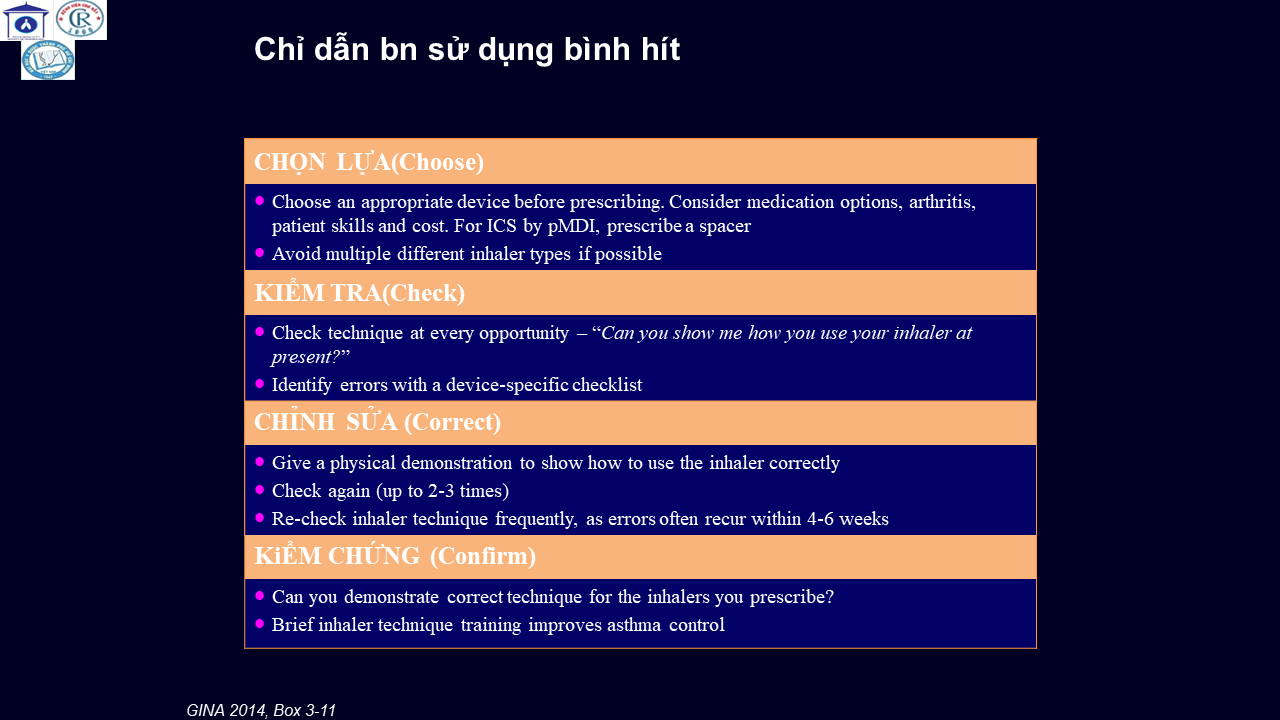 Chỉ dẫn bn sử dụng bình hít
CHỌN LỰA(Choose)
Choose an appropriate device before prescribing. Consider medication options, arthritis,
patient skills and cost. For ICS by pMDI, prescribe a spacer
Avoid multiple different inhaler types if possible
KIỂM TRA(Check)
Check technique at every opportunity – “Can you show me how you use your inhaler at
present?”
Identify errors with a device-specific checklist
CHỈNH SỬA (Correct)
Give a physical demonstration to show how to use the inhaler correctly
Check again (up to 2-3 times)
Re-check inhaler technique frequently, as errors often recur within 4-6 weeks
KiỂM CHỨNG (Confirm)
Can you demonstrate correct technique for the inhalers you prescribe?
Brief inhaler technique training improves asthma control
GINA 2014, Box 3-11